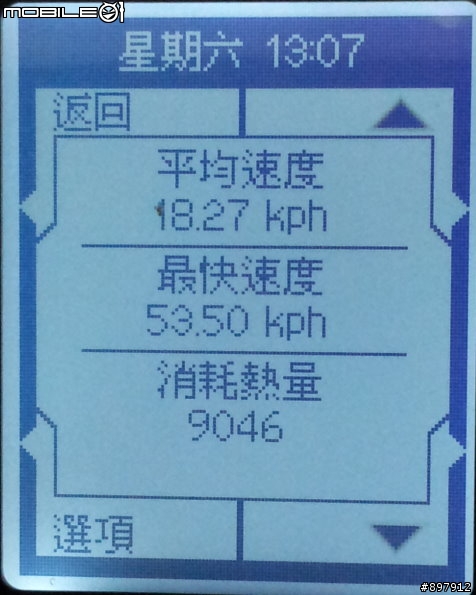 MOBILE01
星期六 13:07
返回
平均速度
18.27 kph
最快速度
53.50 kph
消耗熱量
9046
選項
#897912